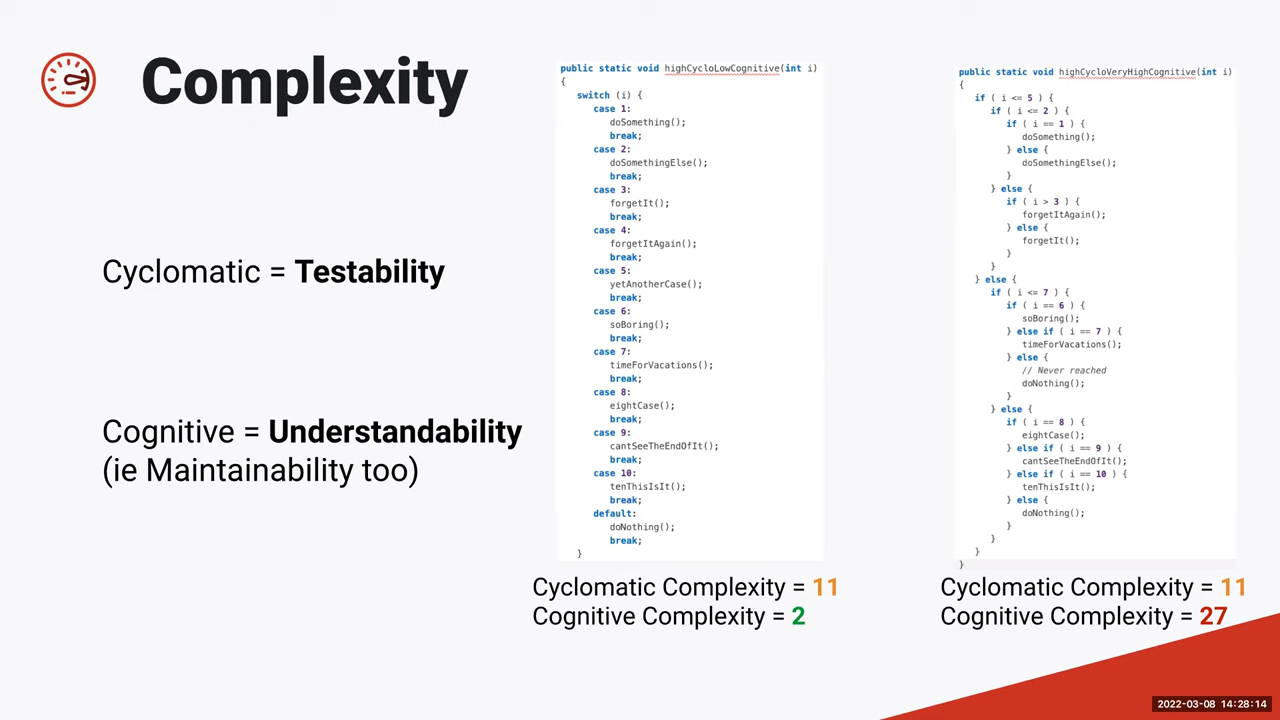 Complexity
Cyclomatic = Testability
Cognitive = Understandability
(ie Maintainability too)
public static void highCycloLowCognitive(int i)
{
switch (i) {
case 1:
doSomething();
break;
case 2:
doSomethingElse();
break;
case 3:
forgetIt();
break;
case 4:
forgetItAgain();
break;
case 5:
yetAnotherCase();
break;
case 6:
soBoring();
break;
case 7:
timeForVacations();
break;
case 8:
eightCase();
break;
case 9:
cantSeeTheEndOfIt();
break;
case 10:
tenThisIsIt();
break;
default:
doNothing();
break;
}
Cyclomatic Complexity = 11
Cognitive Complexity = 2
public static void highCycloVeryHighCognitive(int i)
{
if ( i <= 5 ) {
if ( i <= 2 ) {
if ( i == 1 ) {
doSomething();
} else {
doSomethingElse();
}
} else {
if ( i > 3 ) {
forgetItAgain();
} else {
forgetIt();
}
}
} else {
if ( i <= 7 ) {
if ( i == 6 ) {
soBoring();
} else if ( i == 7 ) {
timeForVacations();
} else {
// Never reached
doNothing();
}
} else {
if ( i == 8 ) {
eightCase();
} else if ( i == 9 ) {
cantSeeTheEndOfIt();
} else if ( i == 10 ) {
tenThisIsIt();
} else {
doNothing();
}
}
}
}
Cyclomatic Complexity = 11
Cognitive Complexity = 27
2022-03-08 14:28:14